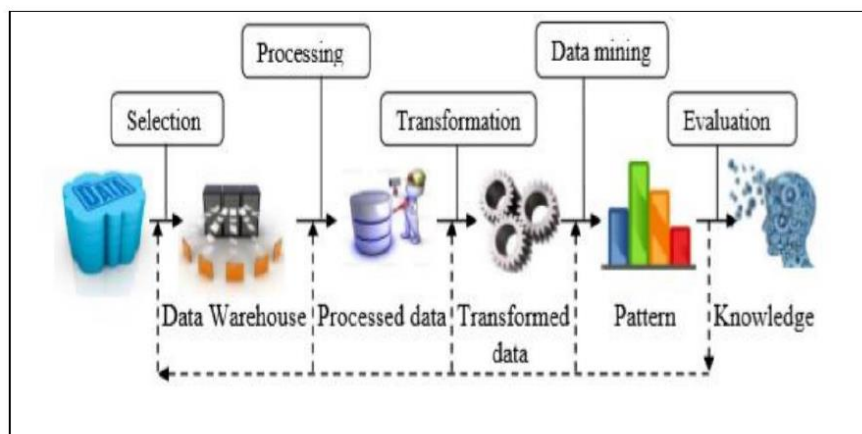 Processing
Data mining
Selection
Transformation
Evaluation
DATA
Data Warehouse
Processed data
Transformed
data
Pattern
Knowledge